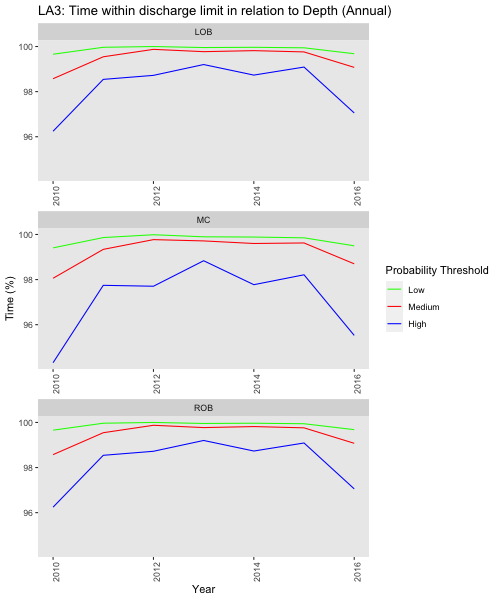 LA3: Time within discharge limit in relation to Depth (Annual)
LOB
100
98
96
2010
2012
2014
2016
MC
100
98
96
2010
2012
2014
2016
ROB
100
98
96
2010
2012
2014
2016
Time (%)
Year
Probability Threshold
Low
Medium
High